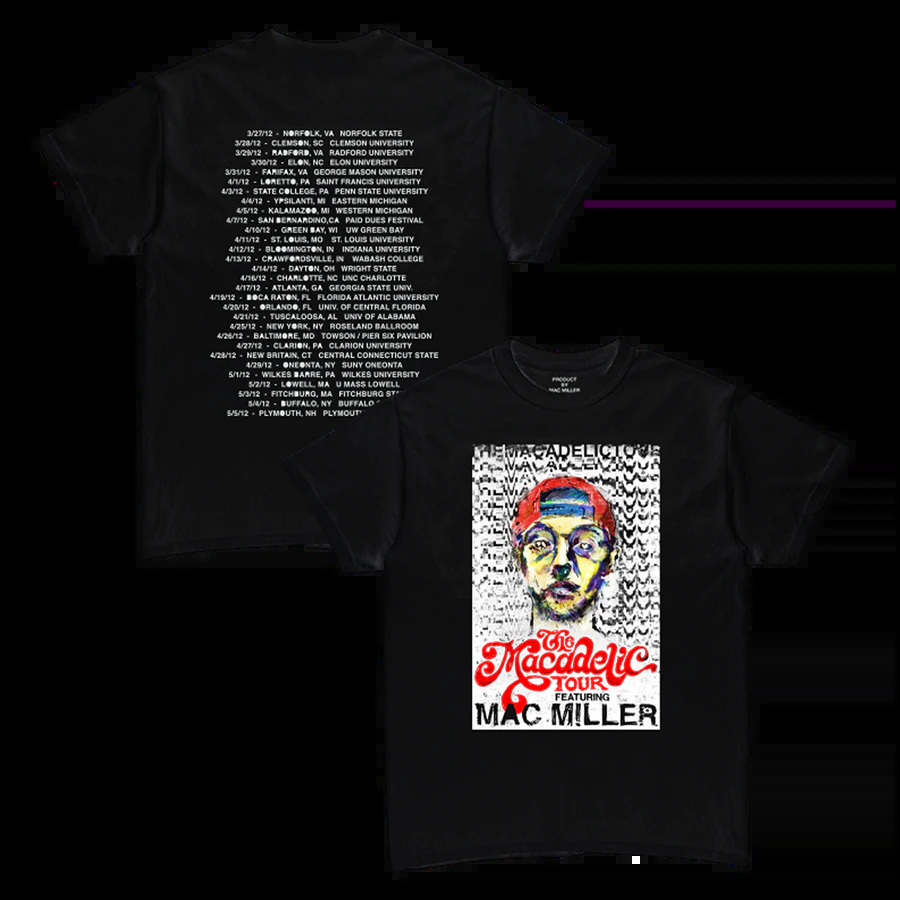 3/27/12 - NORFOLK, VA NORFOLK STATE
3/28/12 - CLEMSON, SC CLEMSON UNIVERSITY
3/29/12 - RADFORD, VA RADFORD UNIVERSITY
3/30/12 - ELON, NC ELON UNIVERSITY
3/31/12 - FARIFAX, VA GEORGE MASON UNIVERSITY
4/1/12 - LORETTO, PA SAINT FRANCIS UNIVERSITY
4/3/12 - STATE COLLEGE, PA PENN STATE UNIVERSITY
4/4/12 - YPSILANTI, MI EASTERN MICHIGAN
4/5/12 - KALAMAZOO, MI WESTERN MICHIGAN
4/7/12 - SAN BERNARDINO,CA PAID DUES FESTIVAL
4/10/12 - GREEN BAY, WI UW GREEN BAY
4/11/12 - ST. LOUIS, MO ST. LOUIS UNIVERSITY
4/12/12 - BLOOMINGTON, IN INDIANA UNIVERSITY
4/13/12 - CRAWFORDSVILLE, IN WABASH COLLEGE
4/14/12 - DAYTON, OH WRIGHT STATE
4/16/12 - CHARLOTTE, NC UNC CHARLOTTE
4/17/12 - ATLANTA, GA GEORGIA STATE UNIV.
4/19/12 - BOCA RATON, FL FLORIDA ATLANTIC UNIVERSITY
4/20/12 - ORLANDO, FL UNIV. OF CENTRAL FLORIDA
4/21/12 - TUSCALOOSA, AL UNIV OF ALABAMA
4/25/12 - NEW YORK, NY ROSELAND BALLROOM
4/26/12 - BALTIMORE, MD TOWSON / PIER SIX PAVILION
4/27/12 - CLARION, PA CLARION UNIVERSITY
4/28/12 - NEW BRITAIN, CT CENTRAL CONNECTICUT STATE
4/29/12 - ONEONTA, NY SUNY ONEONTA
5/1/12 - WILKES BARRE, PA WILKES UNIVERSITY
5/2/12 - LOWELL, MA U MASS LOWELL
5/3/12 - FITCHBURG, MA FITCHBURG ST
5/4/12 - BUFFALO, NY BUFFALO
5/5/12 - PLYMOUTH, NH PLYMOUT
PRODUCT
BY
MAC MILLER
THEMACADELICTOUR
The
Macadelic
TOUR
FEATURING
MAC MILLER